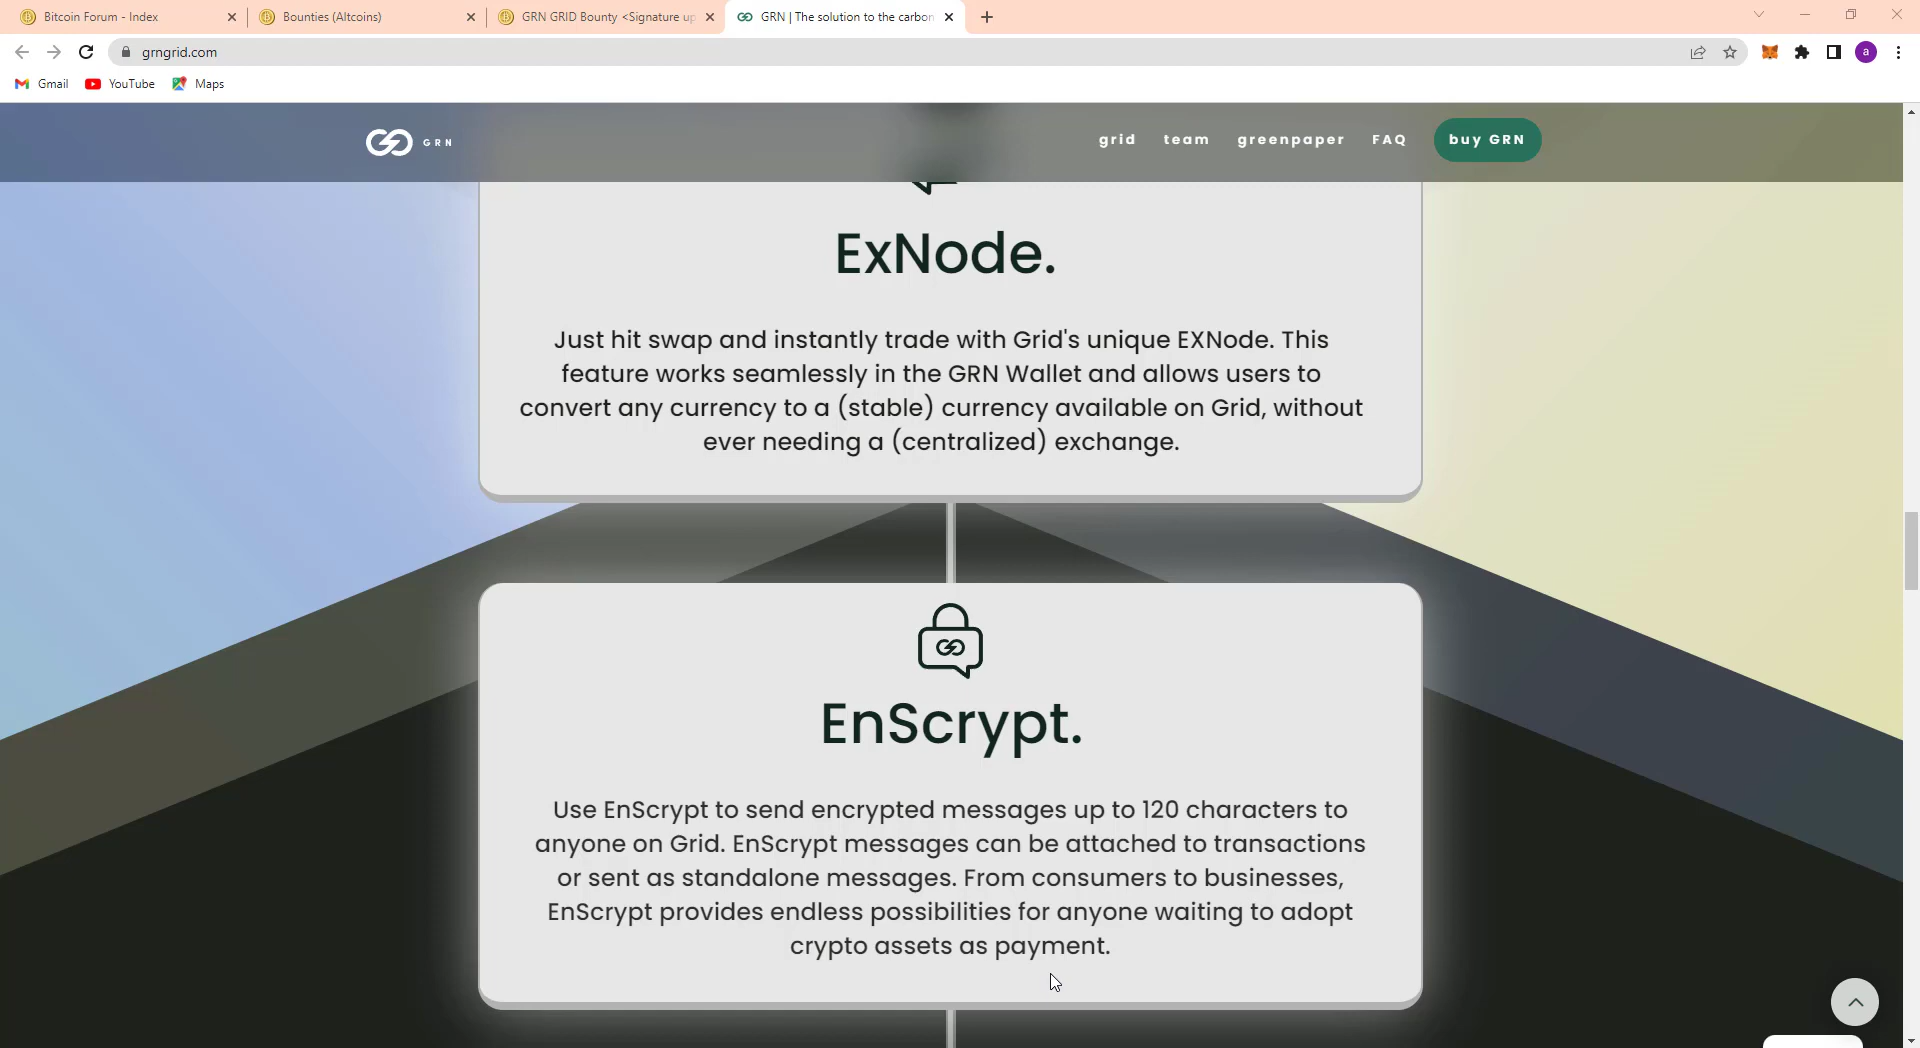 Bitcoin Forum - Index
Bounties (Altcoins)
GRN GRID Bounty <Signature up
GRN | The solution to the carbon
grngrid.com
a
Gmail
YouTube
Maps
GRN
grid
team
greenpaper
FAQ
buy GRN
ExNode.
Just hit swap and instantly trade with Grid's unique EXNode. This
feature works seamlessly in the GRN Wallet and allows users to
convert any currency to a (stable) currency available on Grid, without
ever needing a (centralized) exchange.
EnScrypt.
Use EnScrypt to send encrypted messages up to 120 characters to
anyone on Grid. EnScrypt messages can be attached to transactions
or sent as standalone messages. From consumers to businesses,
EnScrypt provides endless possibilities for anyone waiting to adopt
crypto assets as payment.